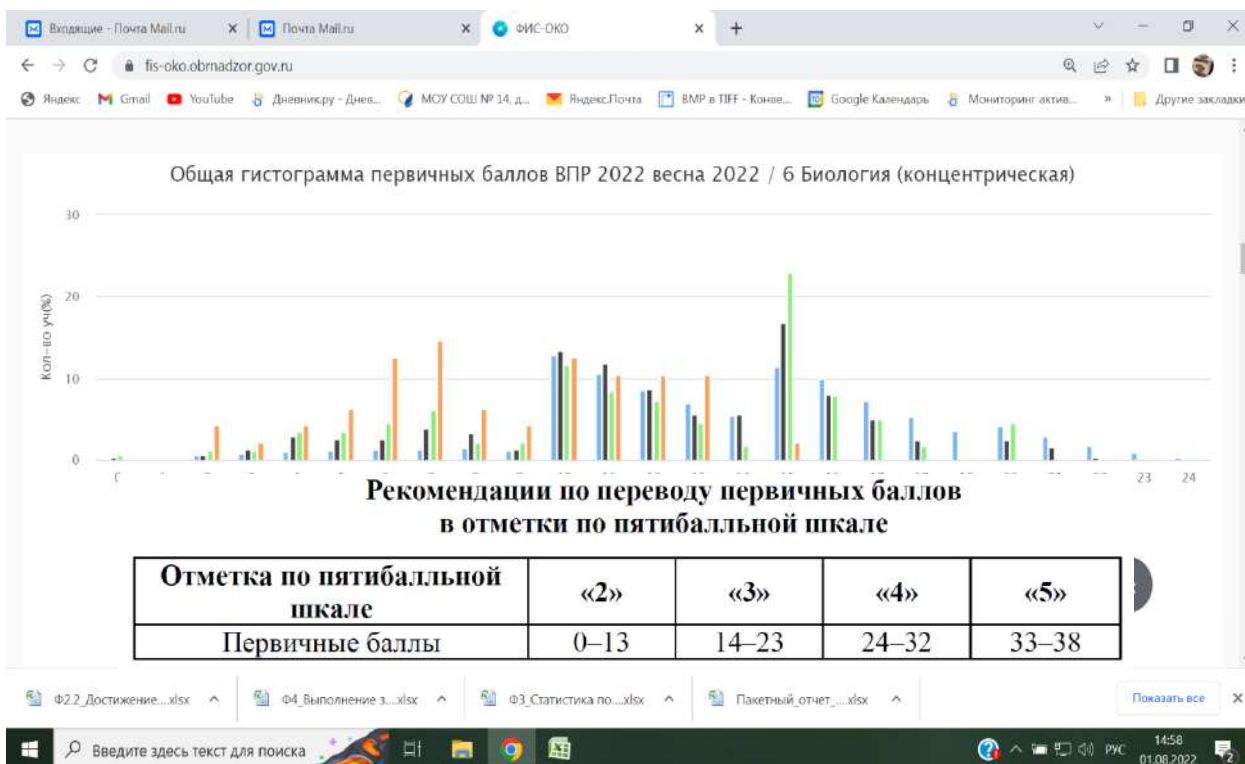 Входящие - Почта Mail.ru
Почта Mail.ru
ФИС-ОКО
fis-oko.obrnadzor.gov.ru
Яндекс
Gmail
YouTube
Дневник.ру - Днев...
МОУ СОШ № 14, д...
Яндекс.Почта
BMP в TIFF - Конве...
Google Календарь
Мониторинг актив...
»
Другие закладки
Общая гистограмма первичных баллов ВПР 2022 весна 2022 / 6 Биология (концентрическая)
30
20
10
0
Кол-во уч(%)
23 24
Рекомендации по переводу первичных баллов
в отметки по пятибалльной шкале
Отметка по пятибалльной
шкале
«2» «3» «4» «5»
Первичные баллы 0–13 14–23 24–32 33–38
Ф2.2_Достижение....xlsx
Ф4_Выполнение з....xlsx
Ф3_Статистика по....xlsx
Пакетный_отчет_....xlsx
Показать все
Введите здесь текст для поиска
РУС
14:58
01.08.2022
2